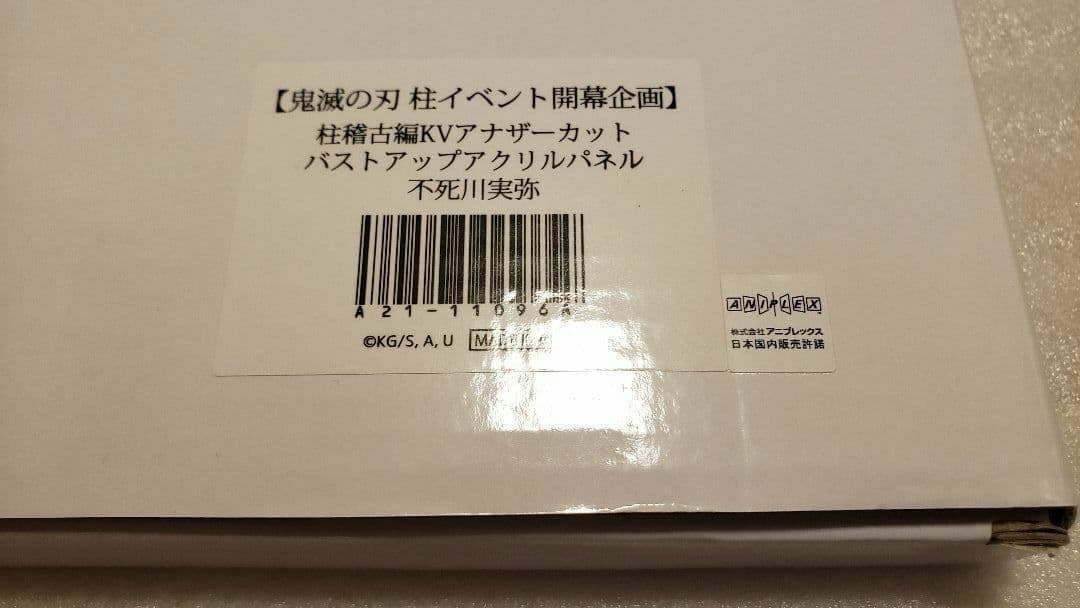 【鬼滅の刃 柱イベント開幕企画】
柱稽古編KVアナザーカット
バストアップアクリルパネル
不死川実弥
A21-11096A
©KG/S, A, U
ANIPLEX
株式会社アニプレックス
日本国内販売許諾